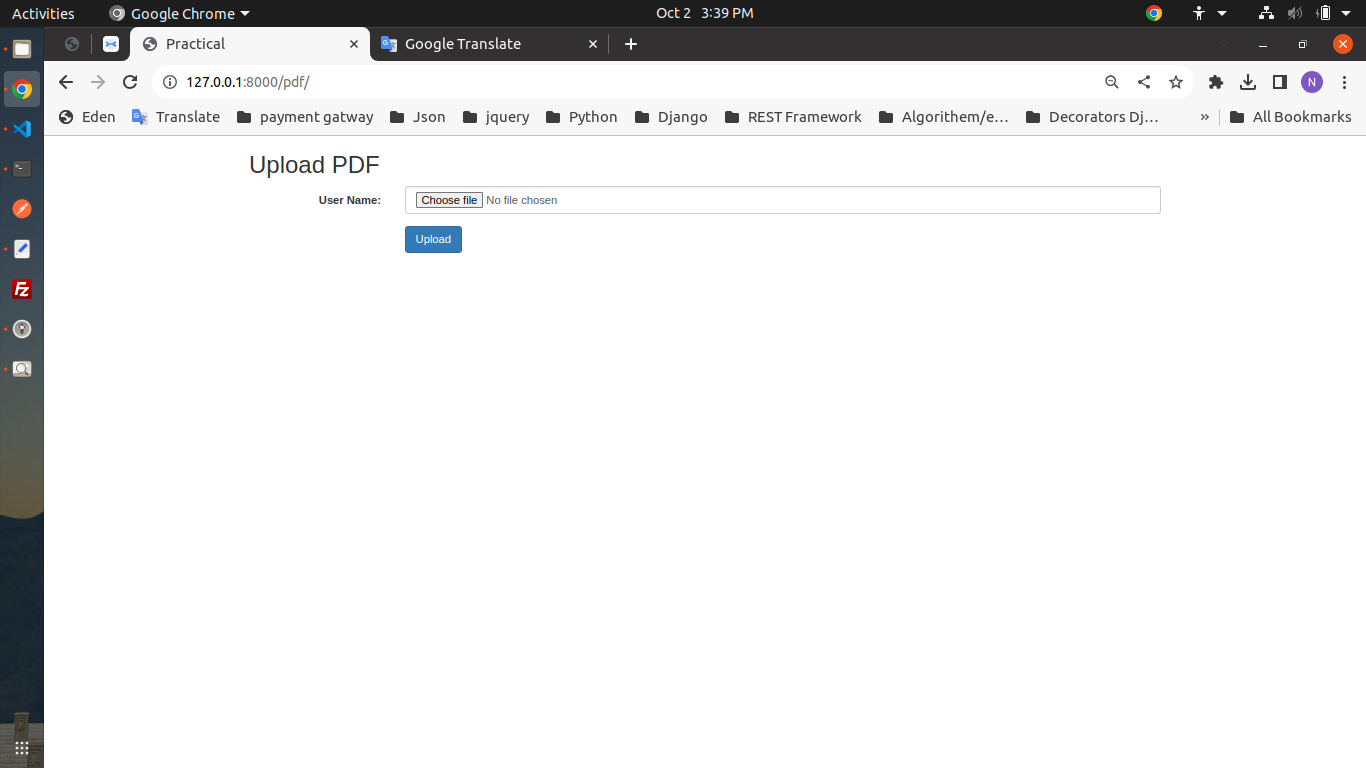 Activities Google Chrome Oct 2 3:39 PM
Practical Google Translate
127.0.0.1:8000/pdf/ N
Eden Translate payment gatway Json jquery Python Django REST Framework Algorithem/e... Decorators Dj... » All Bookmarks
Upload PDF
User Name: Choose file No file chosen
Upload